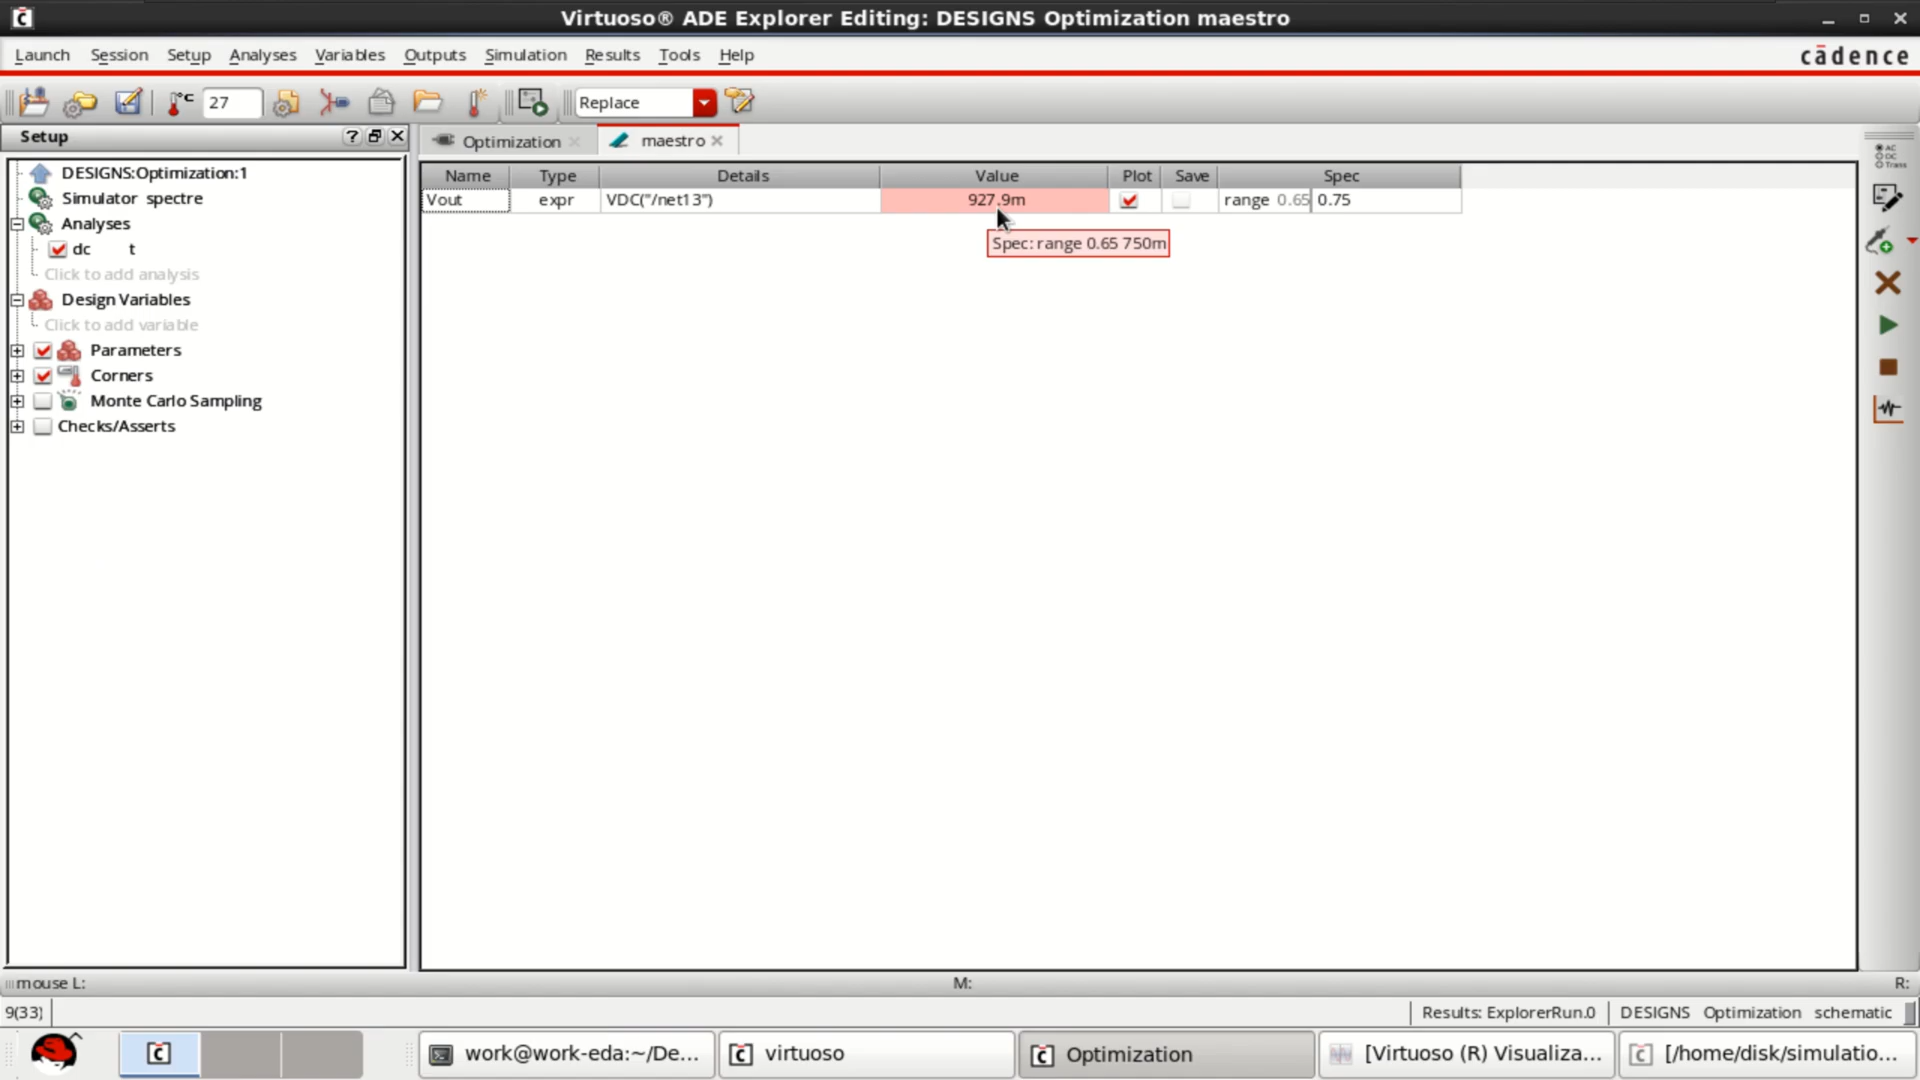 Virtuoso® ADE Explorer Editing: DESIGNS Optimization maestro
Launch Session Setup Analyses Variables Outputs Simulation Results Tools Help
cādence
°C 27 Replace
Setup
Optimization maestro
DESIGNS:Optimization:1
Simulator spectre
Analyses
dc t
Click to add analysis
Design Variables
Click to add variable
Parameters
Corners
Monte Carlo Sampling
Checks/Asserts
Name Type Details Value Plot Save Spec
Vout expr VDC("/net13") 927.9m range 0.65 0.75
Spec: range 0.65 750m
AC
DC
Trans
mouse L: M: R:
9(33) Results: ExplorerRun.0 DESIGNS Optimization schematic
work@work-eda:~/De... virtuoso Optimization [Virtuoso (R) Visualiza... [/home/disk/simulatio...